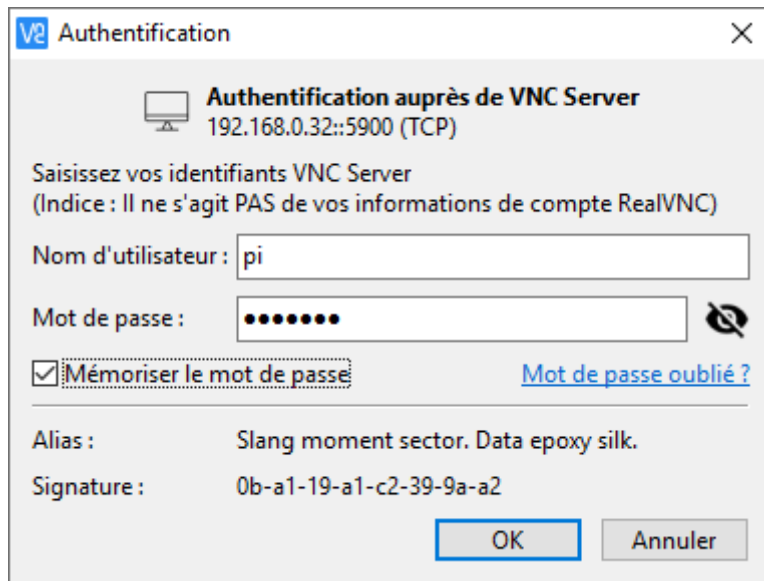 V2 Authentification
Authentification auprès de VNC Server
192.168.0.32::5900 (TCP)
Saisissez vos identifiants VNC Server
(Indice : Il ne s'agit PAS de vos informations de compte RealVNC)
Nom d'utilisateur : pi
Mot de passe : •••••••
Mémoriser le mot de passe Mot de passe oublié ?
Alias : Slang moment sector. Data epoxy silk.
Signature : 0b-a1-19-a1-c2-39-9a-a2
OK Annuler